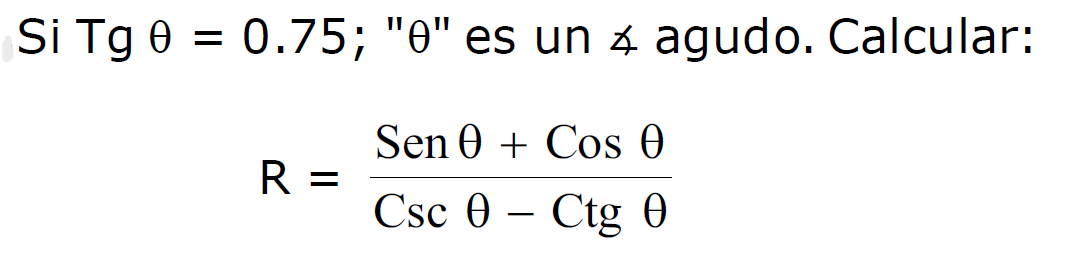 Si Tg θ = 0.75; "θ" es un ∡ agudo. Calcular:
Sen θ + Cos θ
R =
Csc θ – Ctg θ